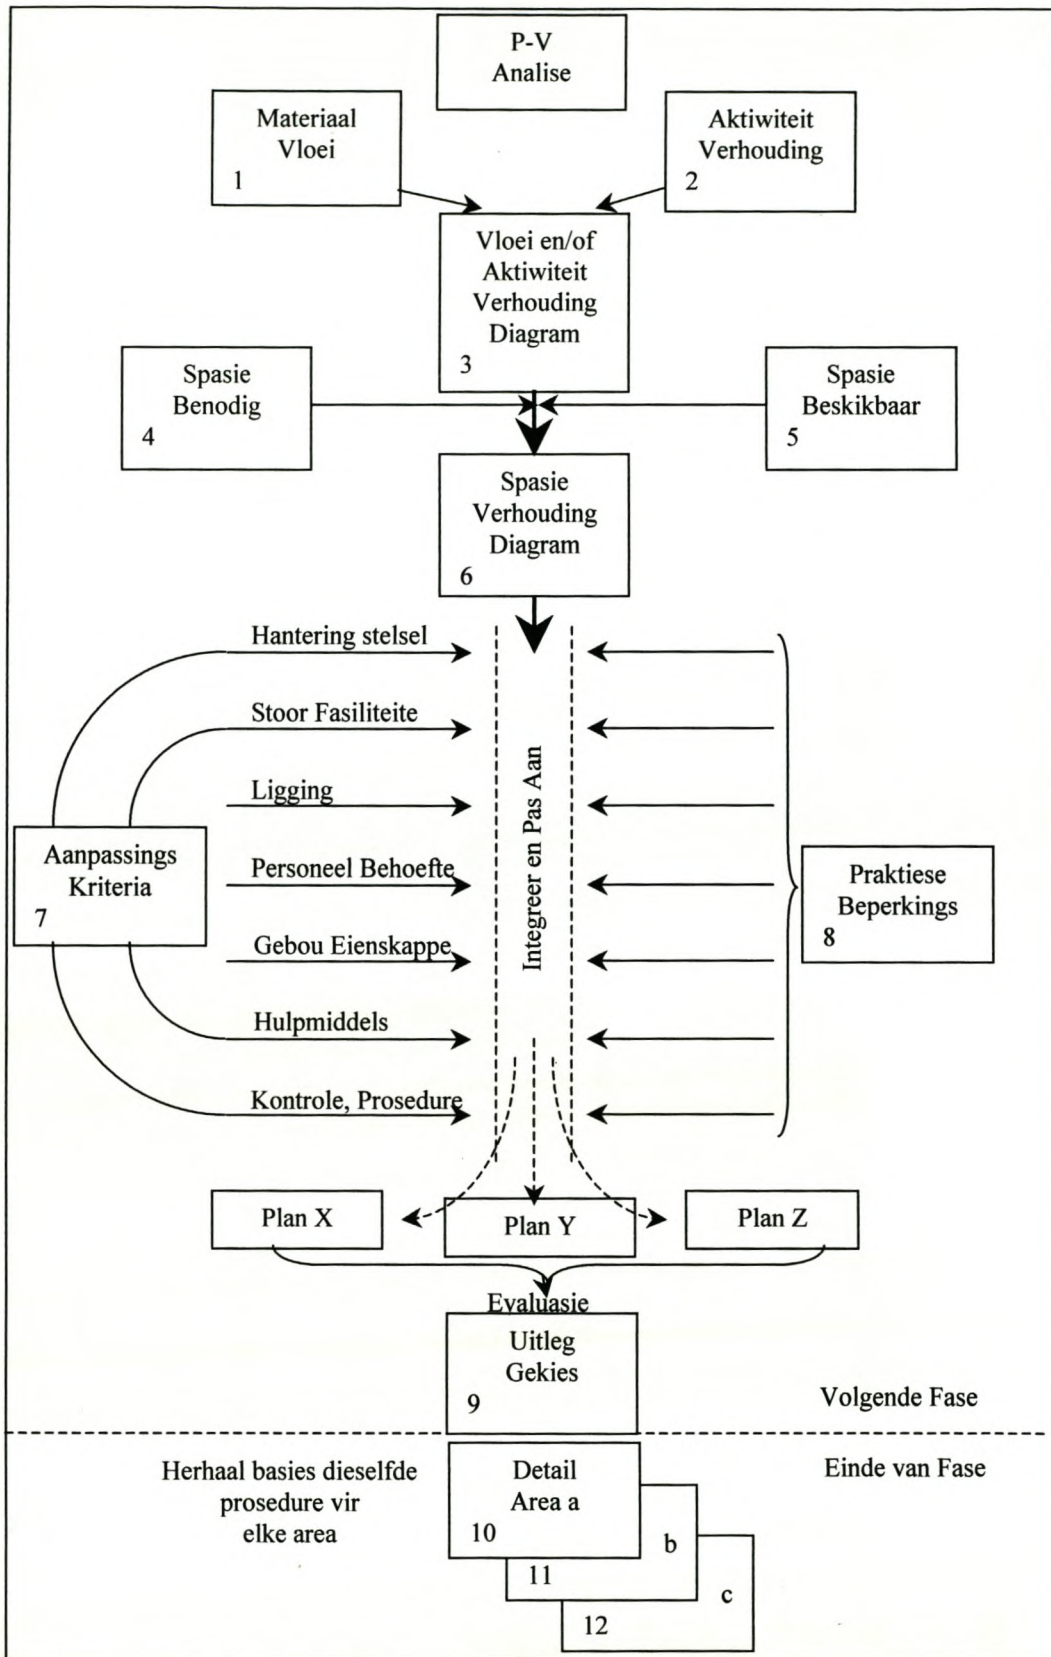 P-V
Analise
Materiaal
Vloei
1
Aktiwiteit
Verhouding
2
Vloei en/of
Aktiwiteit
Verhouding
Diagram
3
Spasie
Benodig
4
Spasie
Beskikbaar
5
Spasie
Verhouding
Diagram
6
Hantering stelsel
Stoor Fasiliteite
Ligging
Personeel Behoefte
Gebou Eienskappe
Hulpmiddels
Kontrole, Prosedure
Aanpassings
Kriteria
7
Integreer en Pas Aan
Praktiese
Beperkings
8
Plan X
Plan Y
Plan Z
Evaluasie
Uitleg
Gekies
9
Volgende Fase
Einde van Fase
Herhaal basies dieselfde
prosedure vir
elke area
Detail
Area a
10
b
11
c
12